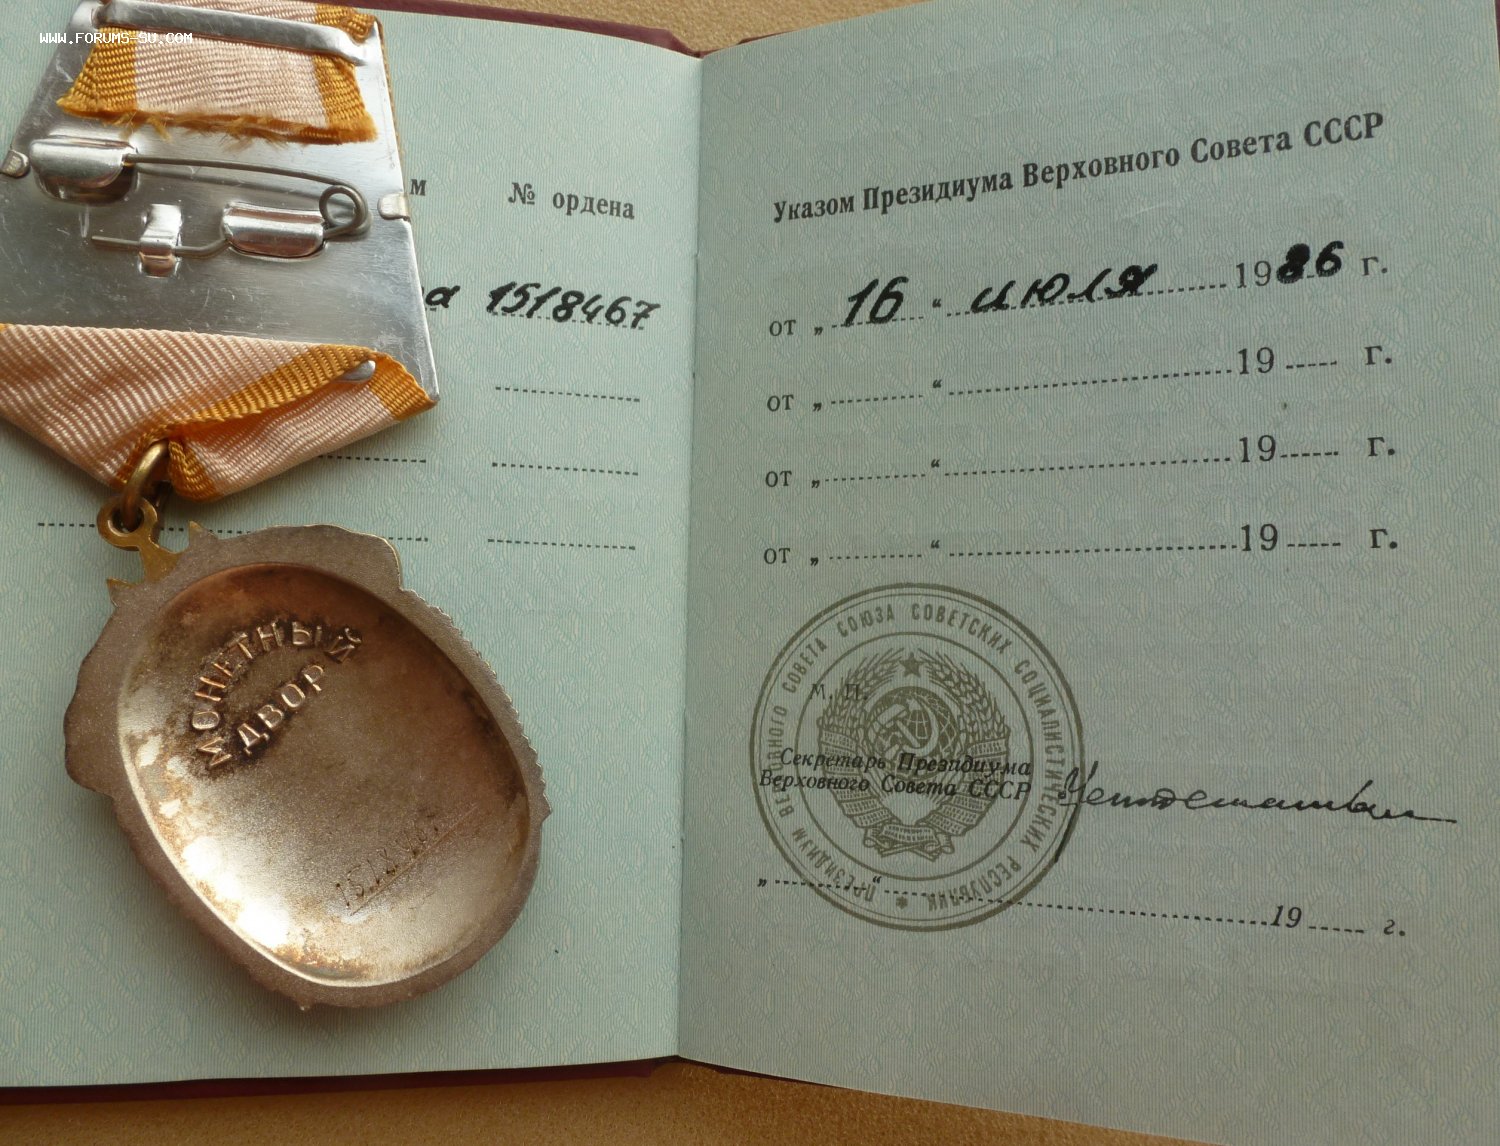 WWW.FORUMS-SU.COM
м № ордена
а 1518467
МОНЕТНЫЙ
ДВОР
Указом Президиума Верховного Совета СССР
от „ 16 “ июля 1986 г.
от „ “ 19 г.
от „ “ 19 г.
от „ “ 19 г.
ПРЕЗИДИУМ ВЕРХОВНОГО СОВЕТА СОЮЗА СОВЕТСКИХ СОЦИАЛИСТИЧЕСКИХ РЕСПУБЛИК
М. П.
Секретарь Президиума
Верховного Совета СССР
„ “ 19 г.